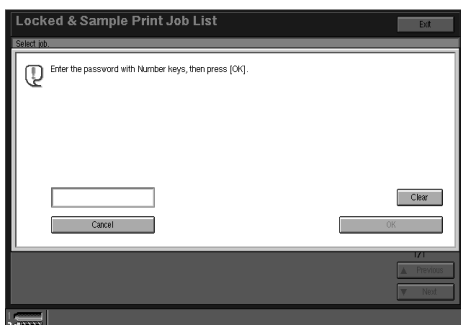 Locked & Sample Print Job List
Exit
Select job.
Enter the password with Number keys, then press [OK].
Clear
Cancel
OK
1/1
▲ Previous
▼ Next
1